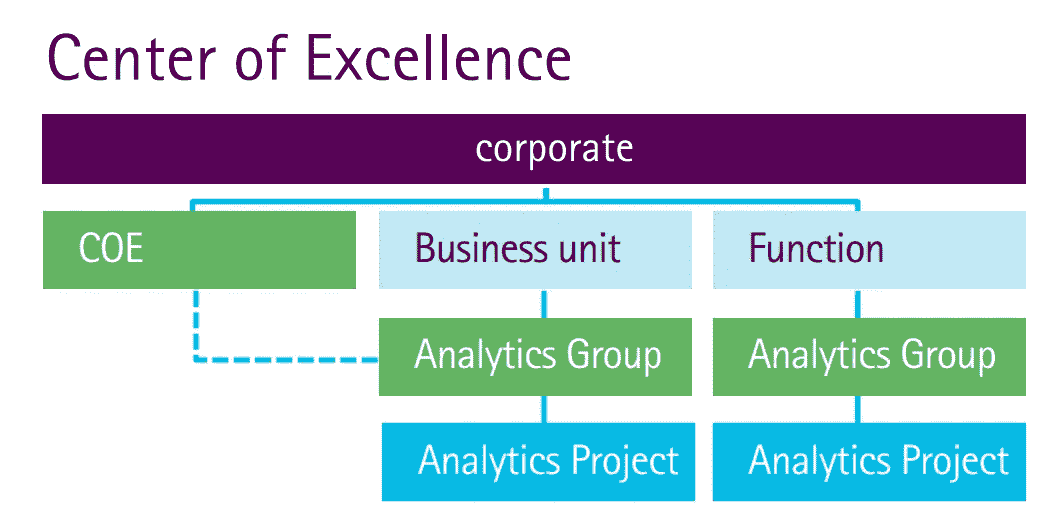 Center of Excellence
corporate
COE
Business unit
Function
Analytics Group
Analytics Group
Analytics Project
Analytics Project